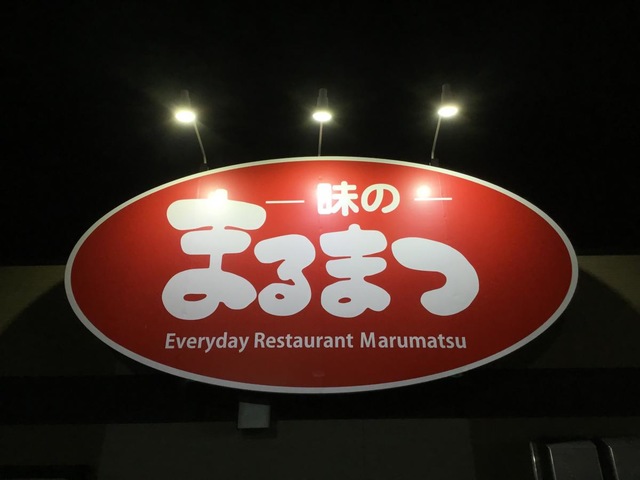 味の
まるまつ
Everyday Restaurant Marumatsu